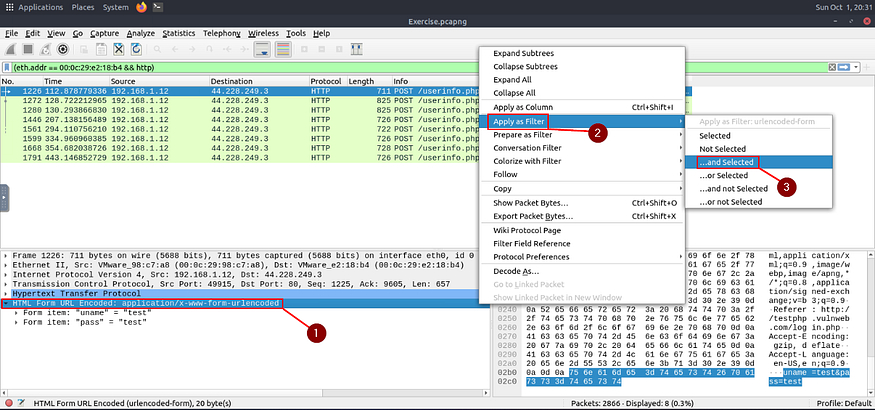 Applications Places System Sun Oct 1, 20:31
Exercise.pcapng
File Edit View Go Capture Analyze Statistics Telephony Wireless Tools Help
(eth.addr == 00:0c:29:e2:18:b4 && http)
No. Time Source Destination Protocol Length Info
1226 112.878779336 192.168.1.12 44.228.249.3 HTTP 711 POST /userinfo.php
1272 128.722212965 192.168.1.12 44.228.249.3 HTTP 825 POST /userinfo.php
1280 130.293866830 192.168.1.12 44.228.249.3 HTTP 825 POST /userinfo.php
1446 207.138156489 192.168.1.12 44.228.249.3 HTTP 726 POST /userinfo.php
1561 294.110756210 192.168.1.12 44.228.249.3 HTTP 722 POST /userinfo.php
1599 334.960960385 192.168.1.12 44.228.249.3 HTTP 726 POST /userinfo.php
1668 354.682038726 192.168.1.12 44.228.249.3 HTTP 728 POST /userinfo.php
1791 443.146852729 192.168.1.12 44.228.249.3 HTTP 726 POST /userinfo.php
Expand Subtrees
Collapse Subtrees
Expand All
Collapse All
Apply as Column Ctrl+Shift+I
Apply as Filter
Prepare as Filter
Conversation Filter
Colorize with Filter
Follow
Copy
Show Packet Bytes... Ctrl+Shift+O
Export Packet Bytes... Ctrl+Shift+X
Wiki Protocol Page
Filter Field Reference
Protocol Preferences
Decode As...
Go to Linked Packet
Show Linked Packet in New Window
2
Apply as Filter: urlencoded-form
Selected
Not Selected
...and Selected
...or Selected
...and not Selected
...or not Selected
3
Frame 1226: 711 bytes on wire (5688 bits), 711 bytes captured (5688 bits) on interface eth0, id 0
Ethernet II, Src: VMware_98:c7:a8 (00:0c:29:98:c7:a8), Dst: VMware_e2:18:b4 (00:0c:29:e2:18:b4)
Internet Protocol Version 4, Src: 192.168.1.12, Dst: 44.228.249.3
Transmission Control Protocol, Src Port: 49915, Dst Port: 80, Seq: 1225, Ack: 9605, Len: 657
Hypertext Transfer Protocol
HTML Form URL Encoded: application/x-www-form-urlencoded
Form item: "uname" = "test"
Form item: "pass" = "test"
1
ml,appli cation/x
ml;q=0.9 ,image/w
ebp,imag e/apng,*
/*;q=0.8 ,applica
tion/sig ned-exch
ange;v=b 3;q=0.9
0250 0a 52 65 66 65 72 65 72 3a 20 68 74 74 70 3a 2f Referer : http:/
2f 74 65 73 74 70 68 70 2e 76 75 6c 6e 77 65 62 /testphp .vulnweb
.com/log in.php
Accept-E ncoding:
gzip, d eflate
Accept-L anguage:
en-US,e n;q=0.9
02b0 0d 0a 0d 0a 75 6e 61 6d 65 3d 74 65 73 74 26 70 61 uname =test&pa
02c0 73 73 3d 74 65 73 74 ss=test
HTML Form URL Encoded (urlencoded-form), 20 byte(s) Packets: 2866 · Displayed: 8 (0.3%) Profile: Default